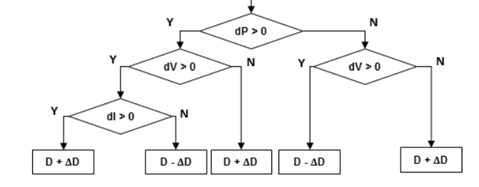 Y dP > 0 N
Y dV > 0 N Y dV > 0 N
Y dI > 0 N
D + ΔD D - ΔD D + ΔD D - ΔD D + ΔD